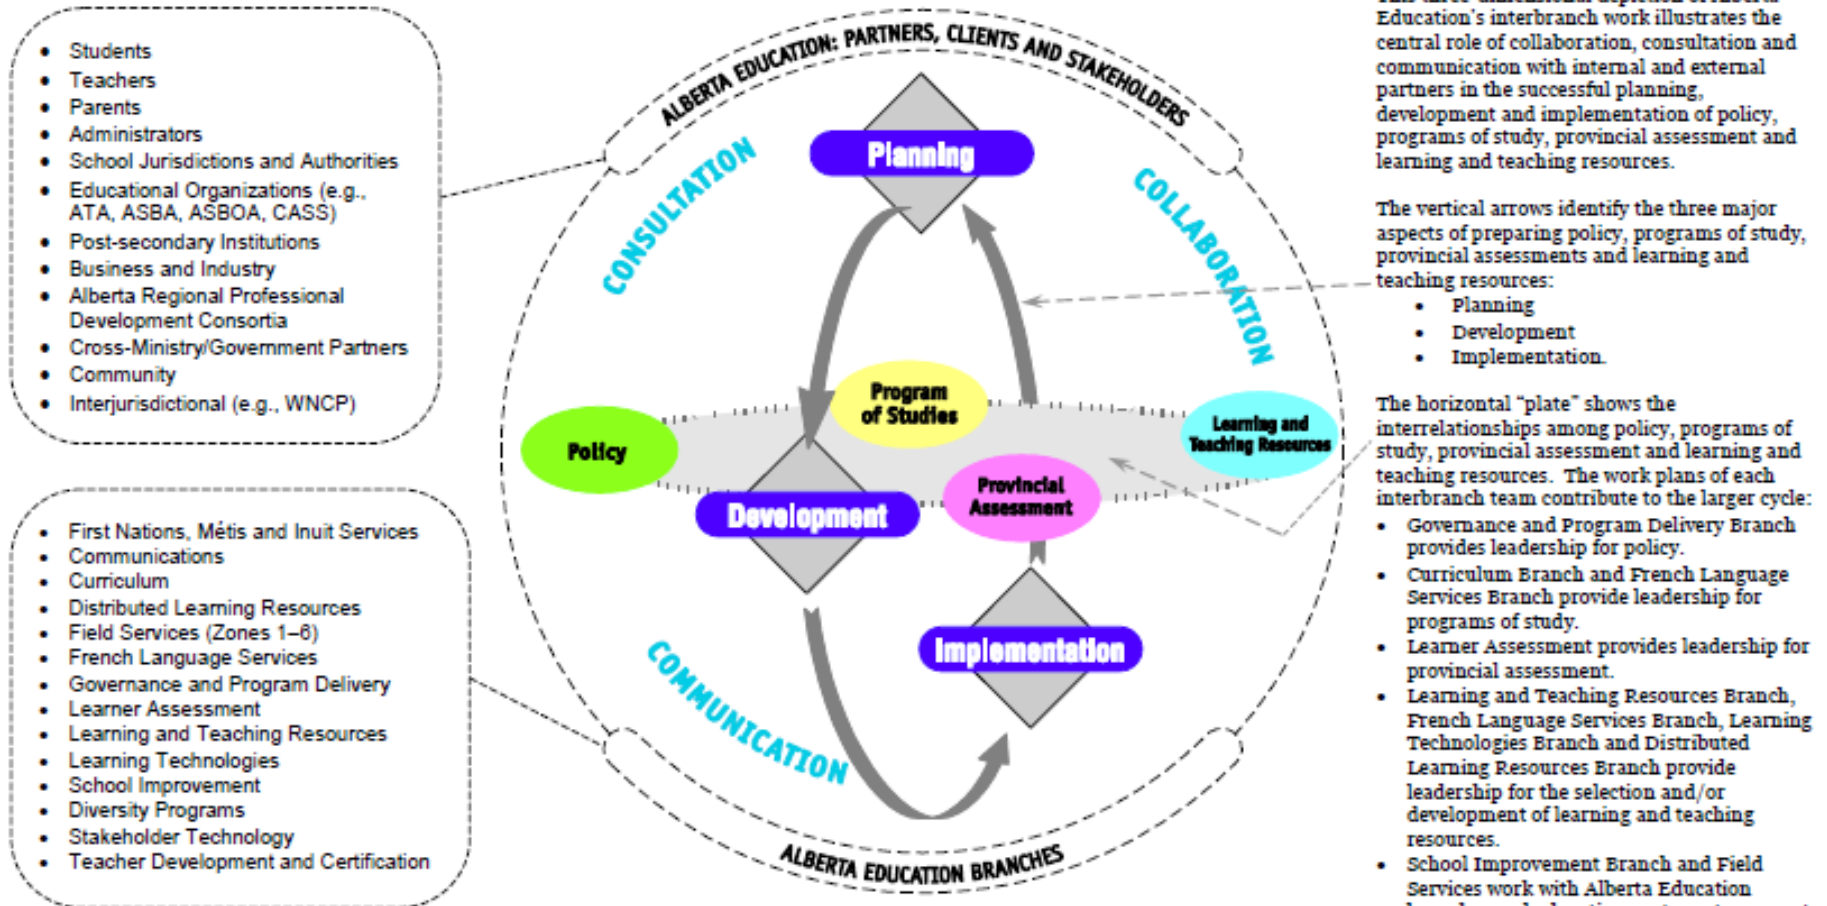 Students
Teachers
Parents
Administrators
School Jurisdictions and Authorities
Educational Organizations (e.g.,
ATA, ASBA, ASBOA, CASS)
Post-secondary Institutions
Business and Industry
Alberta Regional Professional
Development Consortia
Cross-Ministry/Government Partners
Community
Interjurisdictional (e.g., WNCP)
First Nations, Métis and Inuit Services
Communications
Curriculum
Distributed Learning Resources
Field Services (Zones 1–6)
French Language Services
Governance and Program Delivery
Learner Assessment
Learning and Teaching Resources
Learning Technologies
School Improvement
Diversity Programs
Stakeholder Technology
Teacher Development and Certification
ALBERTA EDUCATION: PARTNERS, CLIENTS AND STAKEHOLDERS
Planning
CONSULTATION
COLLABORATION
Program
of Studies
Policy
Learning and
Teaching Resources
Provincial
Assessment
Development
Implementation
COMMUNICATION
ALBERTA EDUCATION BRANCHES
Education's interbranch work illustrates the
central role of collaboration, consultation and
communication with internal and external
partners in the successful planning,
development and implementation of policy,
programs of study, provincial assessment and
learning and teaching resources.
The vertical arrows identify the three major
aspects of preparing policy, programs of study,
provincial assessments and learning and
teaching resources:
Planning
Development
Implementation.
The horizontal “plate” shows the
interrelationships among policy, programs of
study, provincial assessment and learning and
teaching resources. The work plans of each
interbranch team contribute to the larger cycle:
Governance and Program Delivery Branch
provides leadership for policy.
Curriculum Branch and French Language
Services Branch provide leadership for
programs of study.
Learner Assessment provides leadership for
provincial assessment.
Learning and Teaching Resources Branch,
French Language Services Branch, Learning
Technologies Branch and Distributed
Learning Resources Branch provide
leadership for the selection and/or
development of learning and teaching
resources.
School Improvement Branch and Field
Services work with Alberta Education